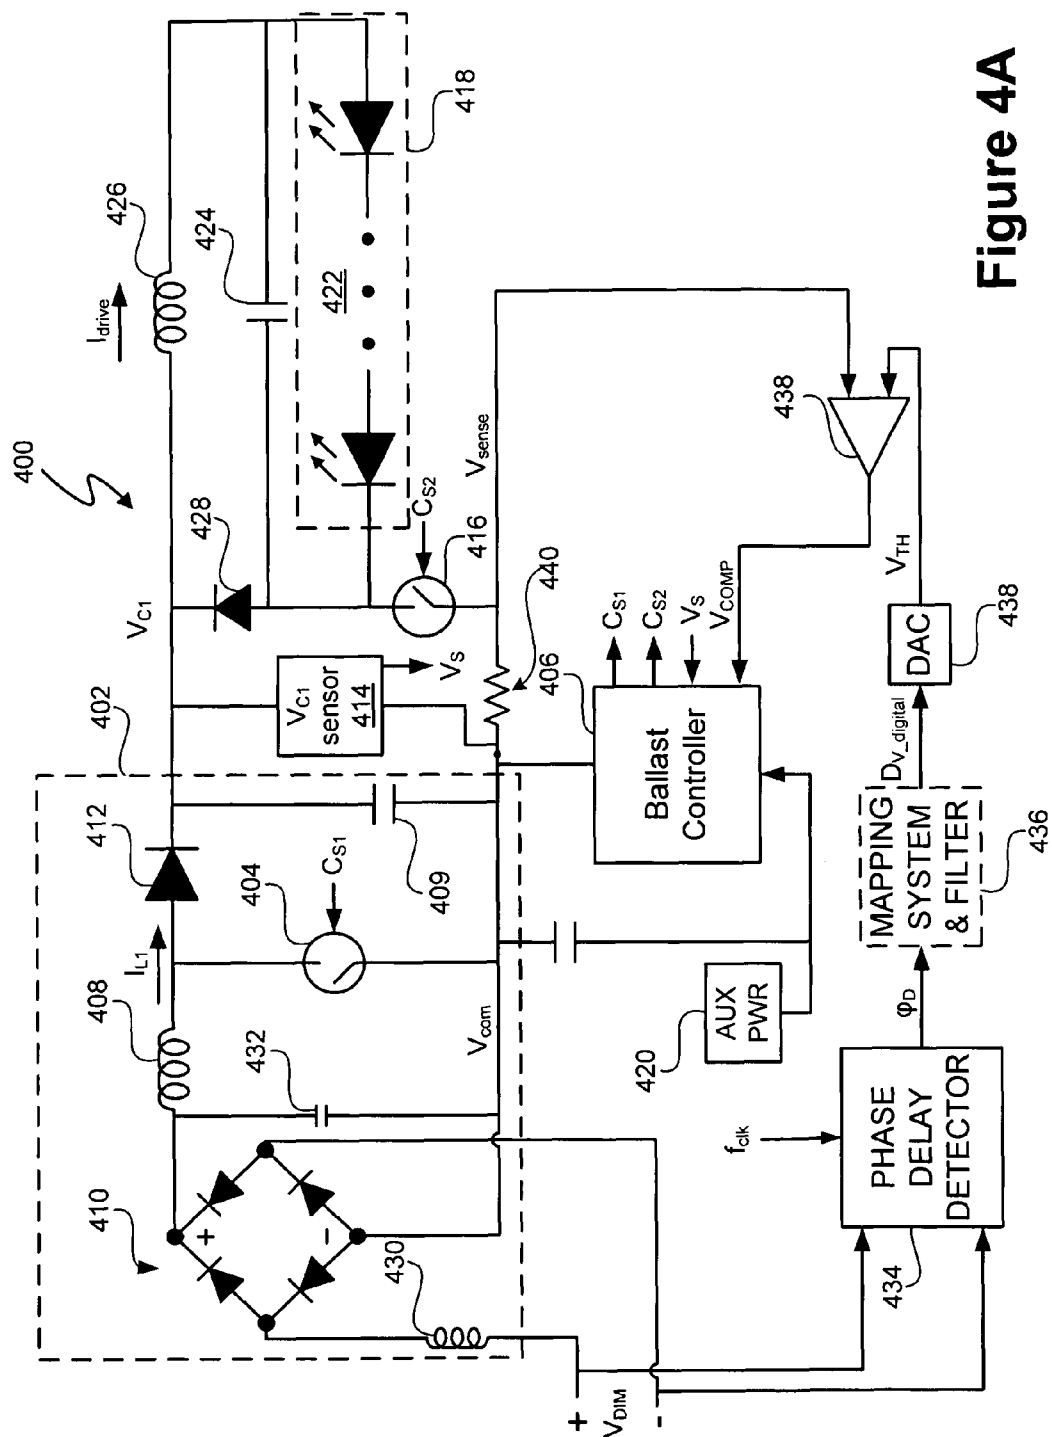 400
402
412
I_L1
408
410
+
-
432
404
C_S1
409
V_com
430
V_C1
428
V_C1
sensor
414
V_S
I_drive
426
424
422
418
C_S2
416
V_sense
440
406
Ballast
Controller
C_S1
C_S2
V_S
V_COMP
438
V_TH
420
AUX
PWR
+
V_DIM
-
f_clk
PHASE
DELAY
DETECTOR
434
φ_D
MAPPING
SYSTEM
& FILTER
436
D_V_digital
DAC
438
Figure 4A